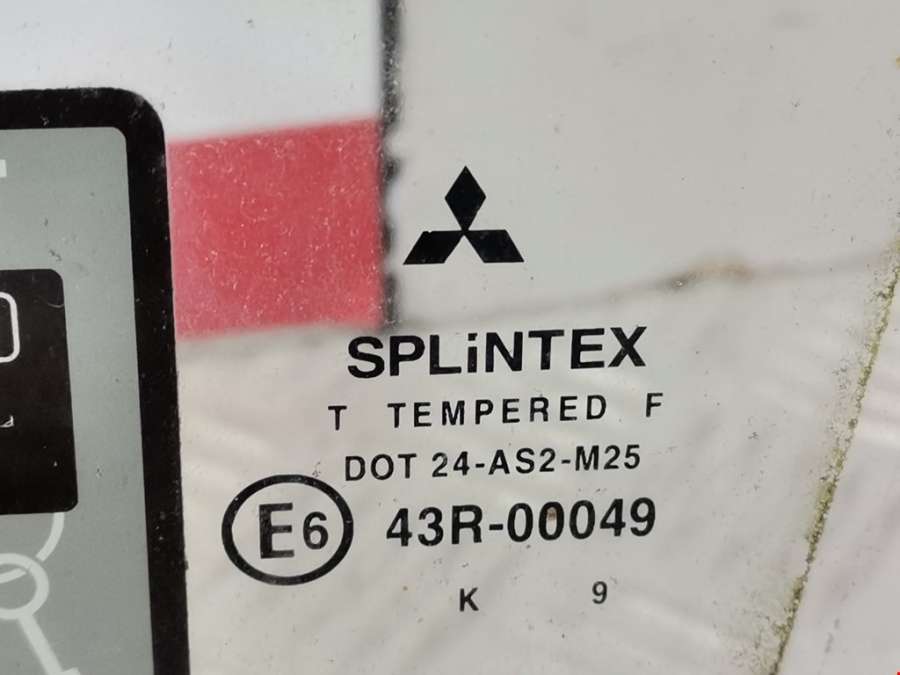 SPLiNTEX
T TEMPERED F
DOT 24-AS2-M25
E6 43R-00049
K 9